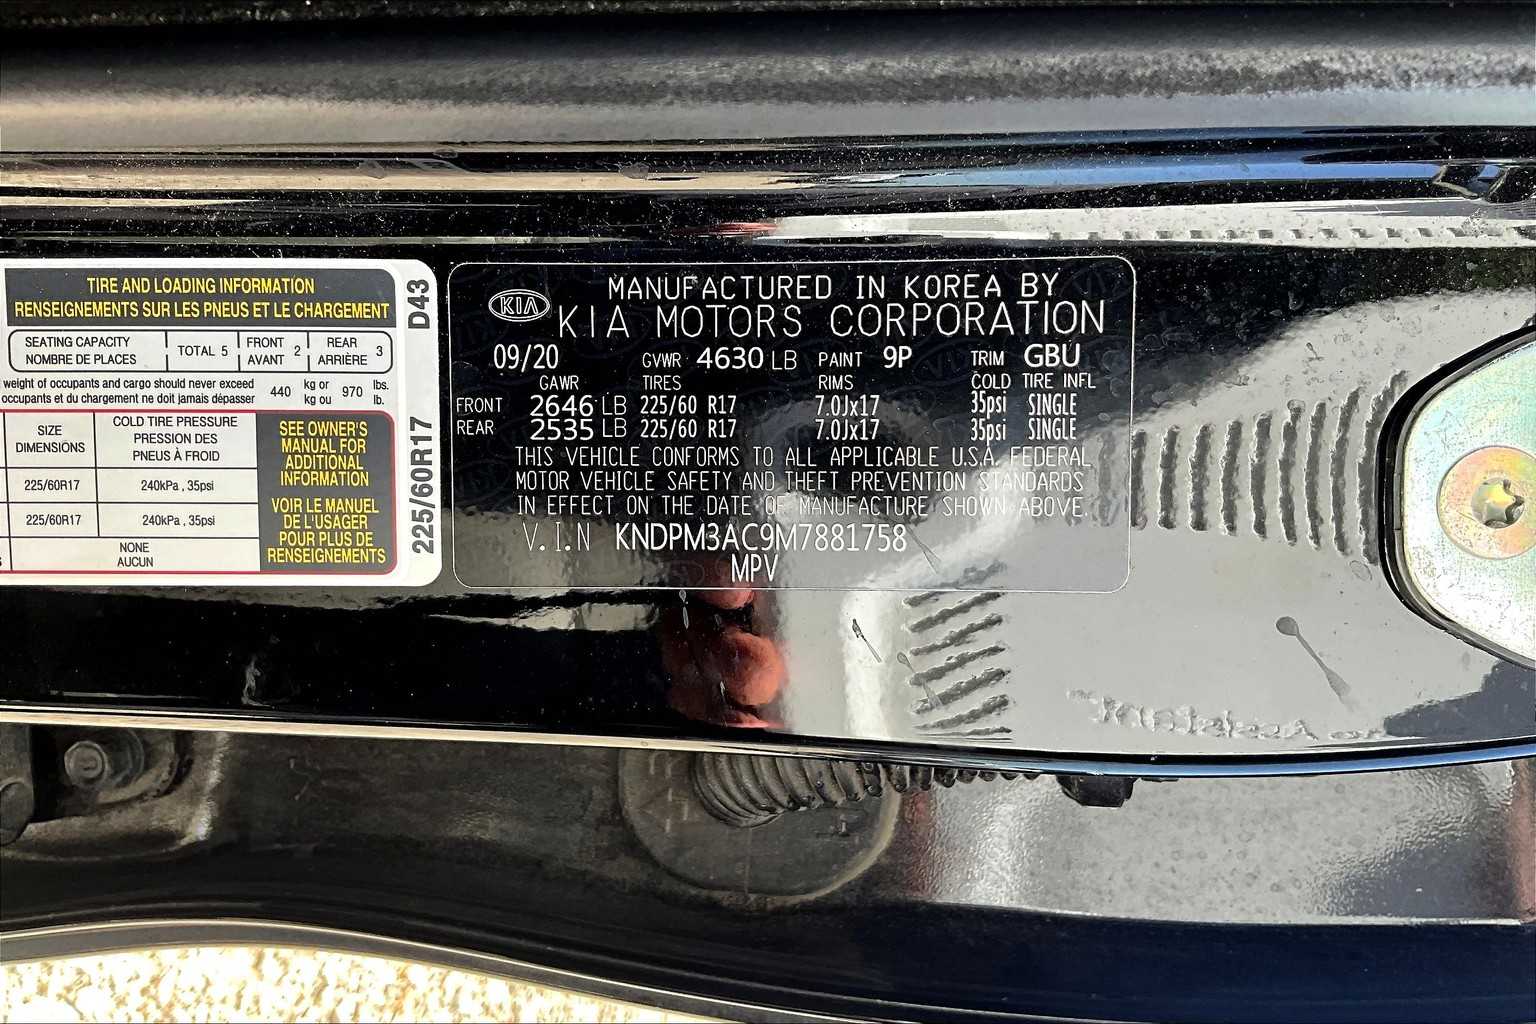 TIRE AND LOADING INFORMATION
RENSEIGNEMENTS SUR LES PNEUS ET LE CHARGEMENT
SEATING CAPACITY
NOMBRE DE PLACES
TOTAL 5
FRONT
AVANT 2
REAR
ARRIÈRE 3
weight of occupants and cargo should never exceed
occupants et du chargement ne doit jamais dépasser
440 kg or
kg ou
970 lbs.
lb.
SIZE
DIMENSIONS
COLD TIRE PRESSURE
PRESSION DES
PNEUS À FROID
225/60R17 240kPa , 35psi
225/60R17 240kPa , 35psi
NONE
AUCUN
SEE OWNER'S
MANUAL FOR
ADDITIONAL
INFORMATION
VOIR LE MANUEL
DE L'USAGER
POUR PLUS DE
RENSEIGNEMENTS
D43
225/60R17
KIA
MANUFACTURED IN KOREA BY
KIA MOTORS CORPORATION
09/20 GVWR 4630 LB PAINT 9P TRIM GBU
GAWR TIRES RIMS COLD TIRE INFL
FRONT 2646 LB 225/60 R17 7.0Jx17 35psi SINGLE
REAR 2535 LB 225/60 R17 7.0Jx17 35psi SINGLE
THIS VEHICLE CONFORMS TO ALL APPLICABLE U.S.A. FEDERAL
MOTOR VEHICLE SAFETY AND THEFT PREVENTION STANDARDS
IN EFFECT ON THE DATE OF MANUFACTURE SHOWN ABOVE.
V.I.N KNDPM3AC9M7881758
MPV